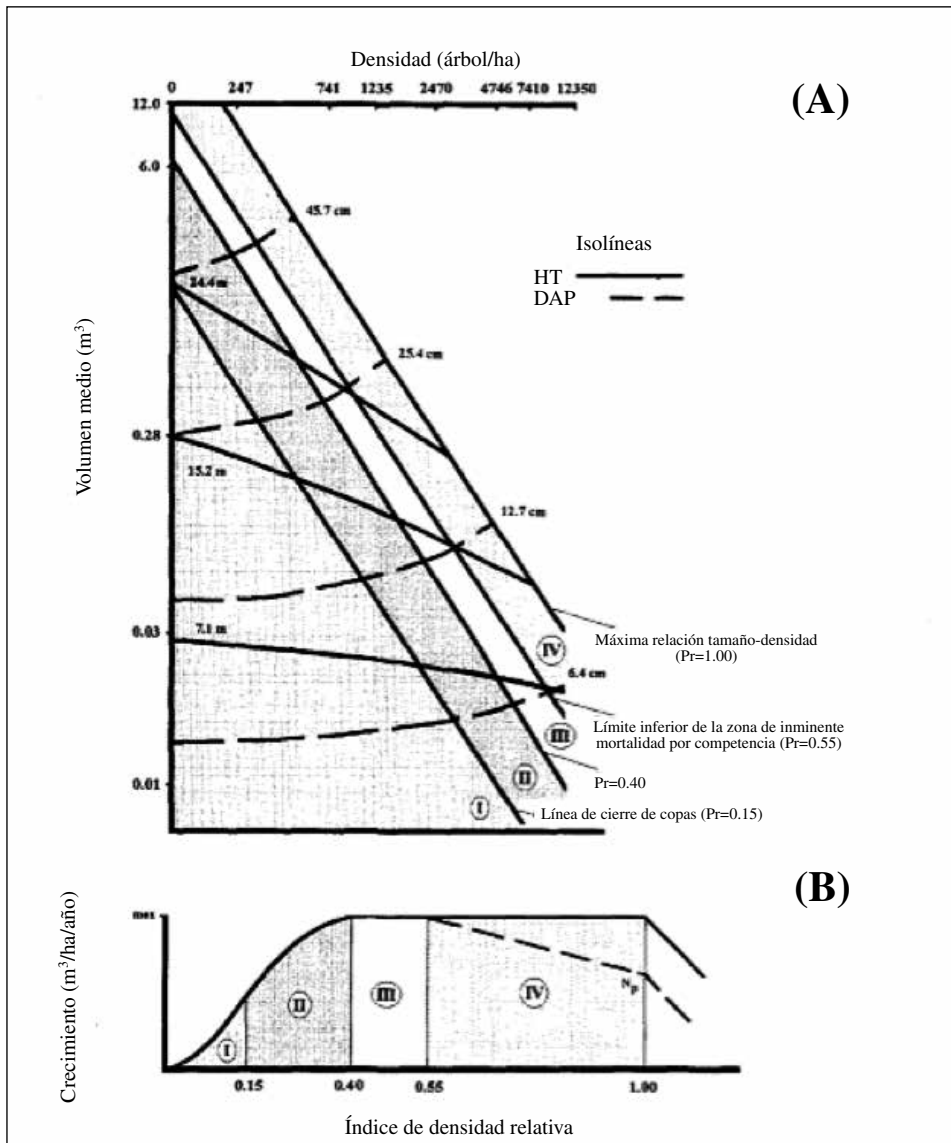 Densidad (árbol/ha)
0 247 741 1235 2470 4746 7410 12350
(A)
12.0
6.0
45.7 cm
Isolíneas
HT
DAP
24.4 m
25.4 cm
Volumen medio (m³)
0.28
15.2 m
12.7 cm
0.03
7.1 m
IV
Máxima relación tamaño-densidad
(Pr=1.00)
6.4 cm
Límite inferior de la zona de inminente
mortalidad por competencia (Pr=0.55)
III
Pr=0.40
II
0.01
I
Línea de cierre de copas (Pr=0.15)
(B)
Crecimiento (m³/ha/año)
max
Np
I
II
III
IV
0.15 0.40 0.55 1.00
Índice de densidad relativa